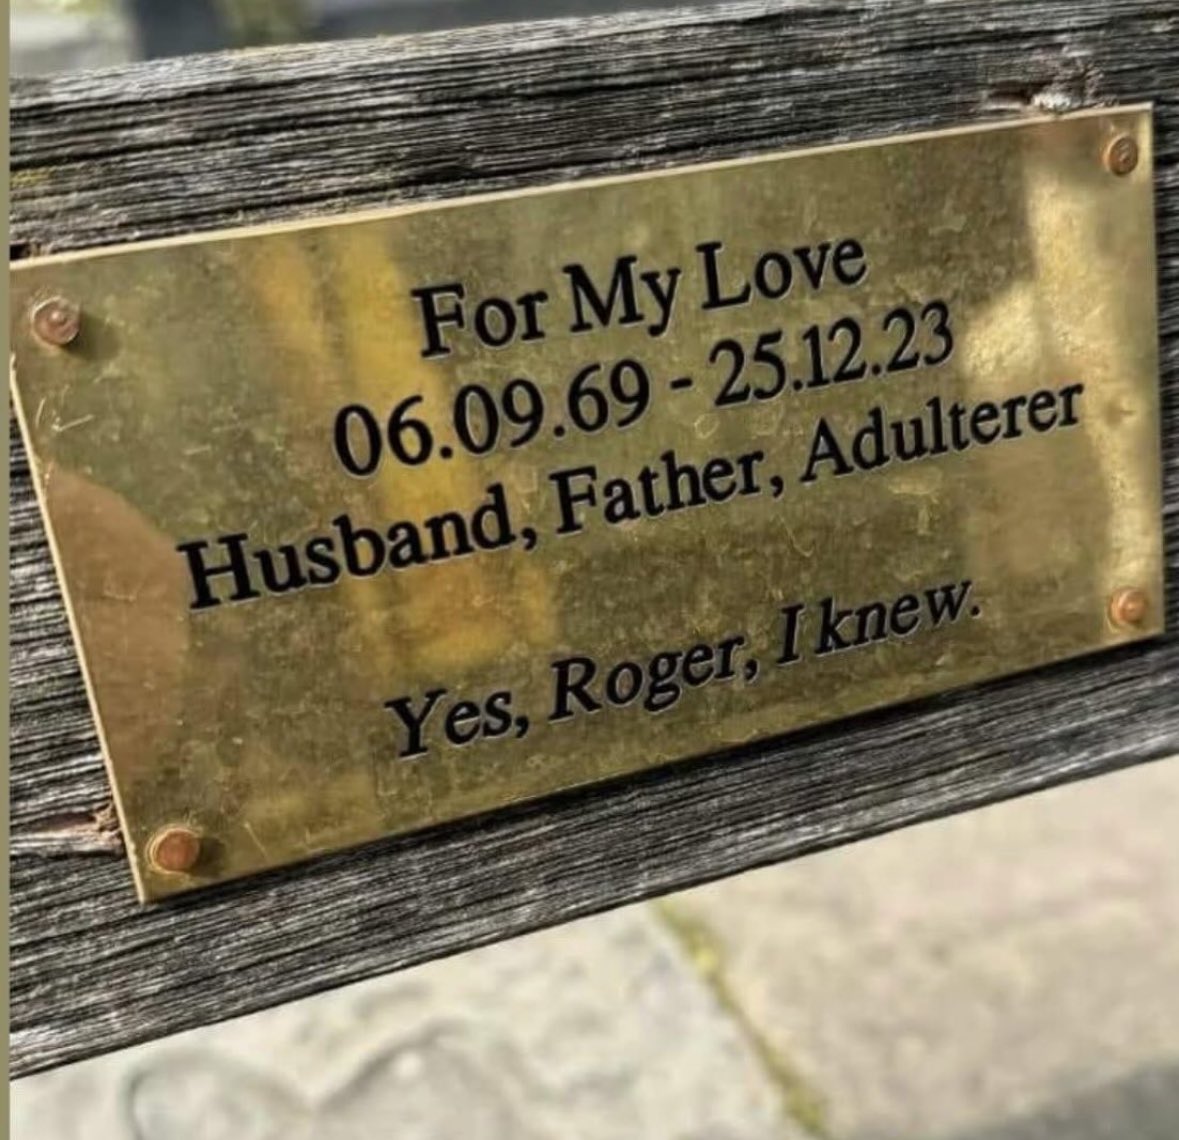 For My Love
06.09.69 - 25.12.23
Husband, Father, Adulterer
Yes, Roger, I knew.